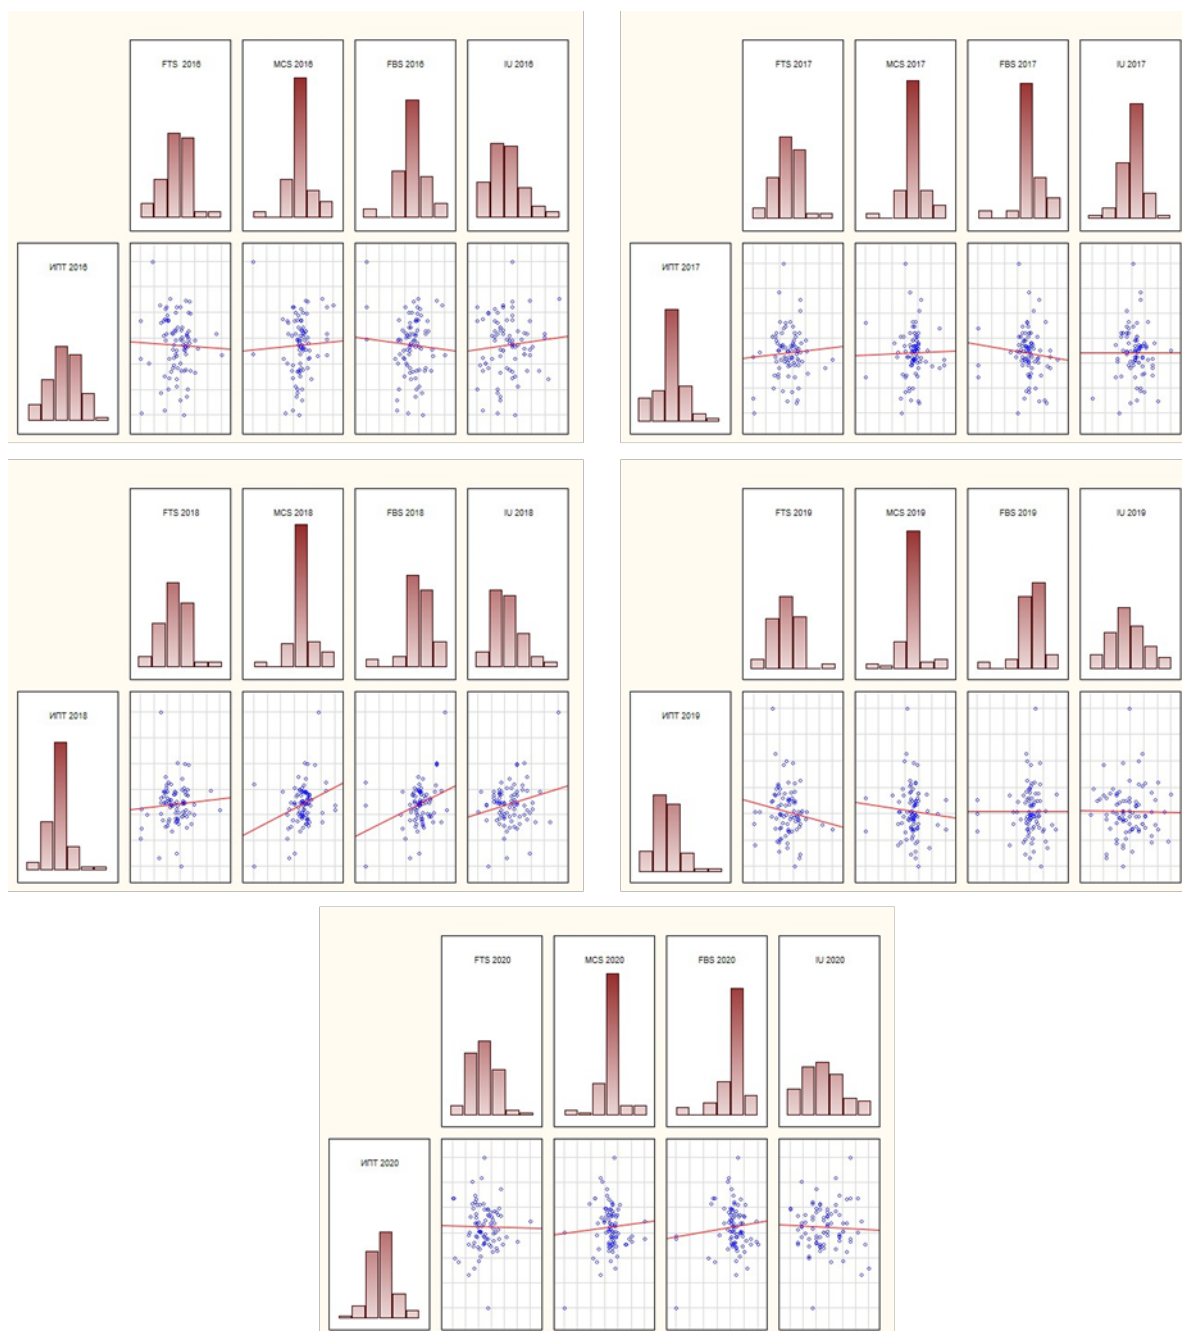 FTS 2016
MCS 2016
FBS 2016
IU 2016
ИПТ 2016
FTS 2017
MCS 2017
FBS 2017
IU 2017
ИПТ 2017
FTS 2018
MCS 2018
FBS 2018
IU 2018
ИПТ 2018
FTS 2019
MCS 2019
FBS 2019
IU 2019
ИПТ 2019
FTS 2020
MCS 2020
FBS 2020
IU 2020
ИПТ 2020